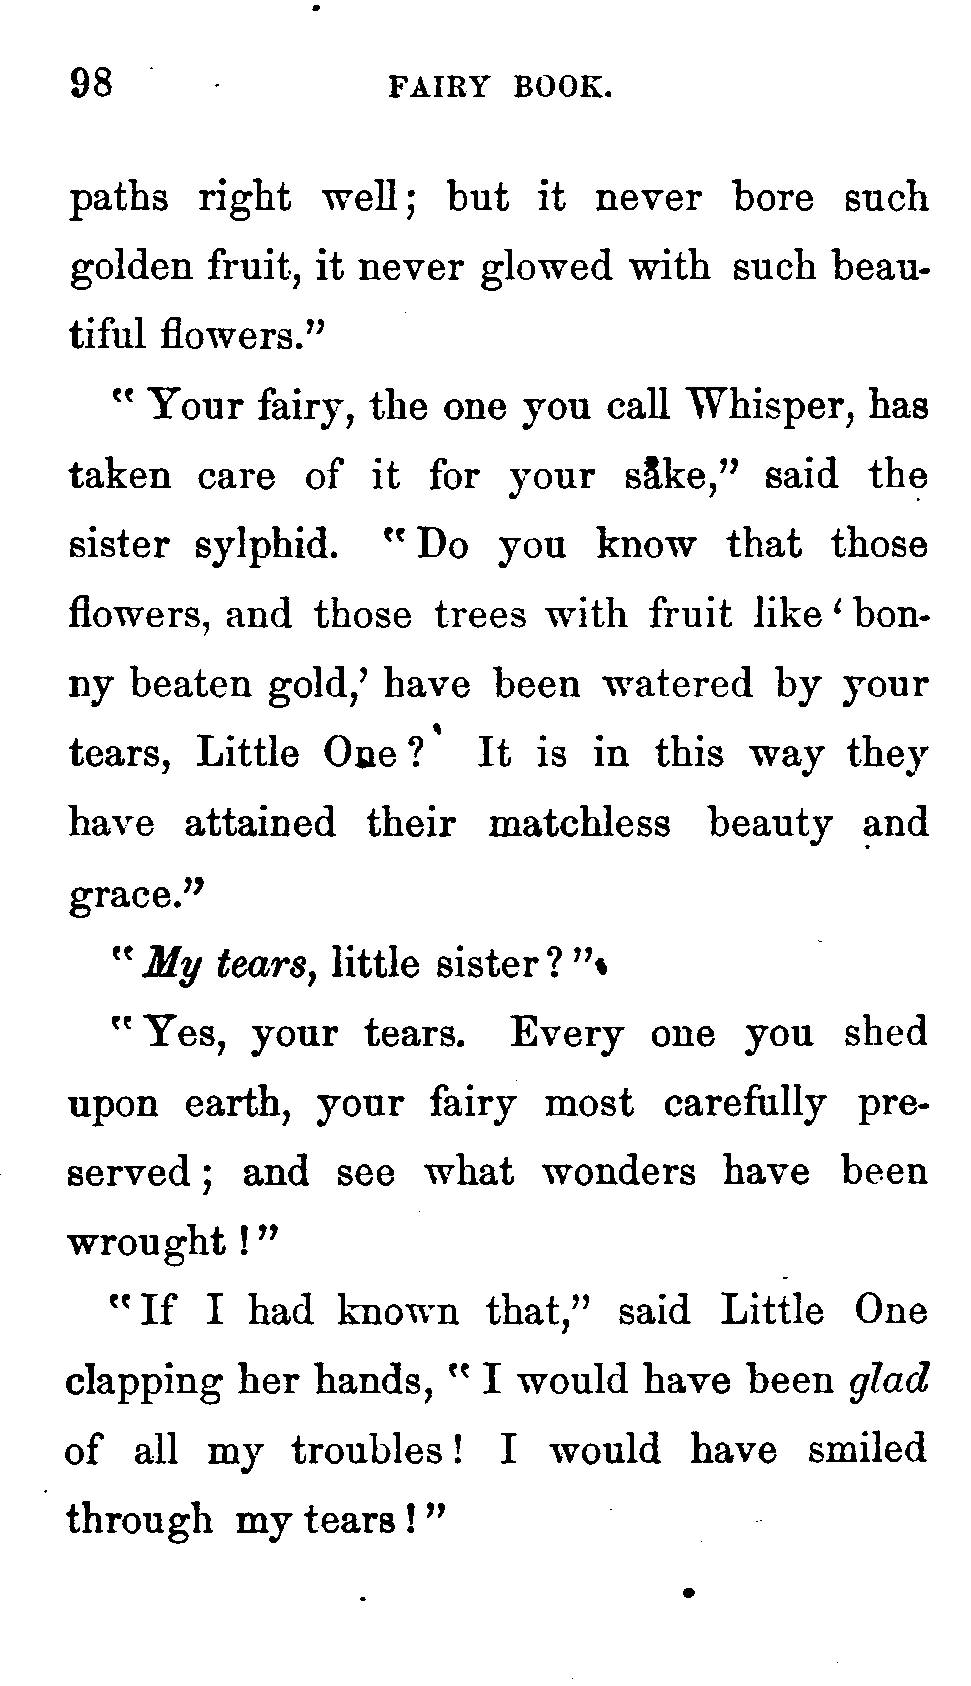 98 FAIRY BOOK.
paths right well; but it never bore such
golden fruit, it never glowed with such beau-
tiful flowers."
"Your fairy, the one you call Whisper, has
taken care of it for your sake," said the
sister sylphid. "Do you know that those
flowers, and those trees with fruit like 'bon-
ny beaten gold,' have been watered by your
tears, Little One? It is in this way they
have attained their matchless beauty and
grace."
"My tears, little sister?"
"Yes, your tears. Every one you shed
upon earth, your fairy most carefully pre-
served; and see what wonders have been
wrought!"
"If I had known that," said Little One
clapping her hands, "I would have been glad
of all my troubles! I would have smiled
through my tears!"